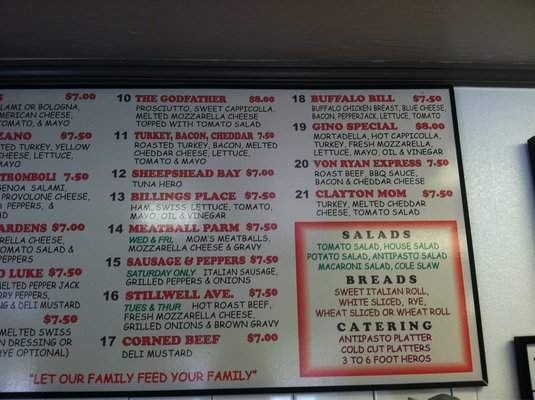 $7.00
LAMI OR BOLOGNA,
MERICAN CHEESE,
TOMATO, & MAYO
ZANO $7.50
TED TURKEY, YELLOW
CHEESE, LETTUCE,
TOMATO & MAYO
TROMBOLI 7.50
GENOA SALAMI,
PROVOLONE CHEESE,
PEPPERS, &
ARDENS $7.00
RELLA CHEESE,
TOMATO SALAD &
PEPPERS
O LUKE $7.50
MELTED PEPPER JACK
RRY PEPPERS,
NG & DELI MUSTARD
$7.50
MELTED SWISS
N DRESSING OR
RYE OPTIONAL)
10 THE GODFATHER $8.00
PROSCIUTTO, SWEET CAPPICOLLA,
MELTED MOZZARELLA CHEESE
TOPPED WITH TOMATO SALAD
11 TURKEY, BACON, CHEDDAR 7.50
ROASTED TURKEY, BACON, MELTED
CHEDDAR CHEESE, LETTUCE,
TOMATO & MAYO
12 SHEEPSHEAD BAY $7.00
TUNA HERO
13 BILLINGS PLACE $7.50
HAM, SWISS, LETTUCE, TOMATO,
MAYO, OIL & VINEGAR
14 MEATBALL PARM $7.50
WED & FRI. MOM'S MEATBALLS,
MOZZARELLA CHEESE & GRAVY
15 SAUSAGE & PEPPERS $7.50
SATURDAY ONLY ITALIAN SAUSAGE,
GRILLED PEPPERS & ONIONS
16 STILLWELL AVE. $7.50
TUES & THUR HOT ROAST BEEF,
FRESH MOZZARELLA CHEESE,
GRILLED ONIONS & BROWN GRAVY
17 CORNED BEEF $7.00
DELI MUSTARD
18 BUFFALO BILL $7.50
BUFFALO CHICKEN BREAST, BLUE CHEESE,
BACON, PEPPERJACK, LETTUCE, TOMATO
19 GINO SPECIAL $8.00
MORTADELLA, HOT CAPPICOLLA,
TURKEY, FRESH MOZZARELLA,
LETTUCE, MAYO, OIL & VINEGAR
20 VON RYAN EXPRESS 7.50
ROAST BEEF, BBQ SAUCE,
BACON & CHEDDAR CHEESE
21 CLAYTON MOM $7.50
TURKEY, MELTED CHEDDAR
CHEESE, TOMATO SALAD
SALADS
TOMATO SALAD, HOUSE SALAD
POTATO SALAD, ANTIPASTO SALAD
MACARONI SALAD, COLE SLAW
BREADS
SWEET ITALIAN ROLL,
WHITE SLICED, RYE,
WHEAT SLICED OR WHEAT ROLL
CATERING
ANTIPASTO PLATTER
COLD CUT PLATTERS
3 TO 6 FOOT HEROS
"LET OUR FAMILY FEED YOUR FAMILY"